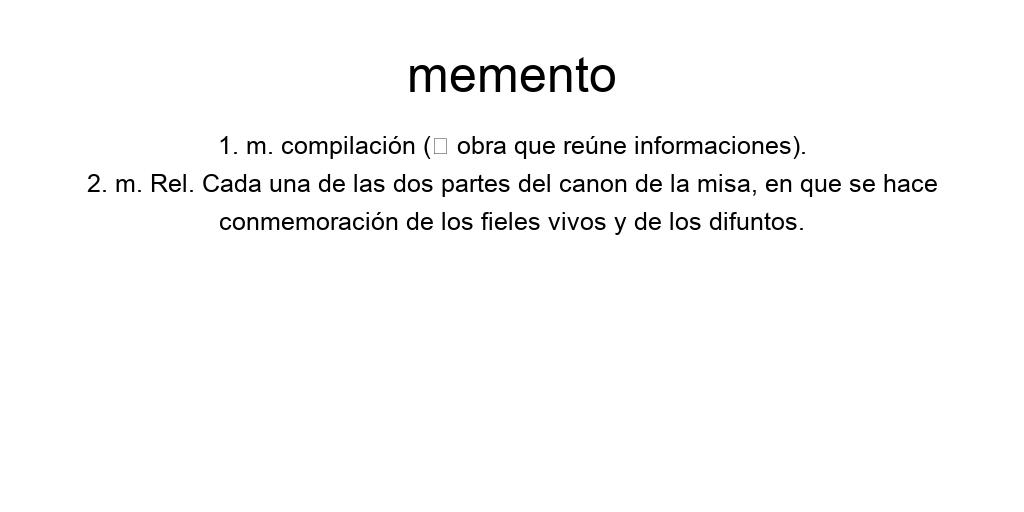 memento
1. m. compilación (□ obra que reúne informaciones).
2. m. Rel. Cada una de las dos partes del canon de la misa, en que se hace
conmemoración de los fieles vivos y de los difuntos.